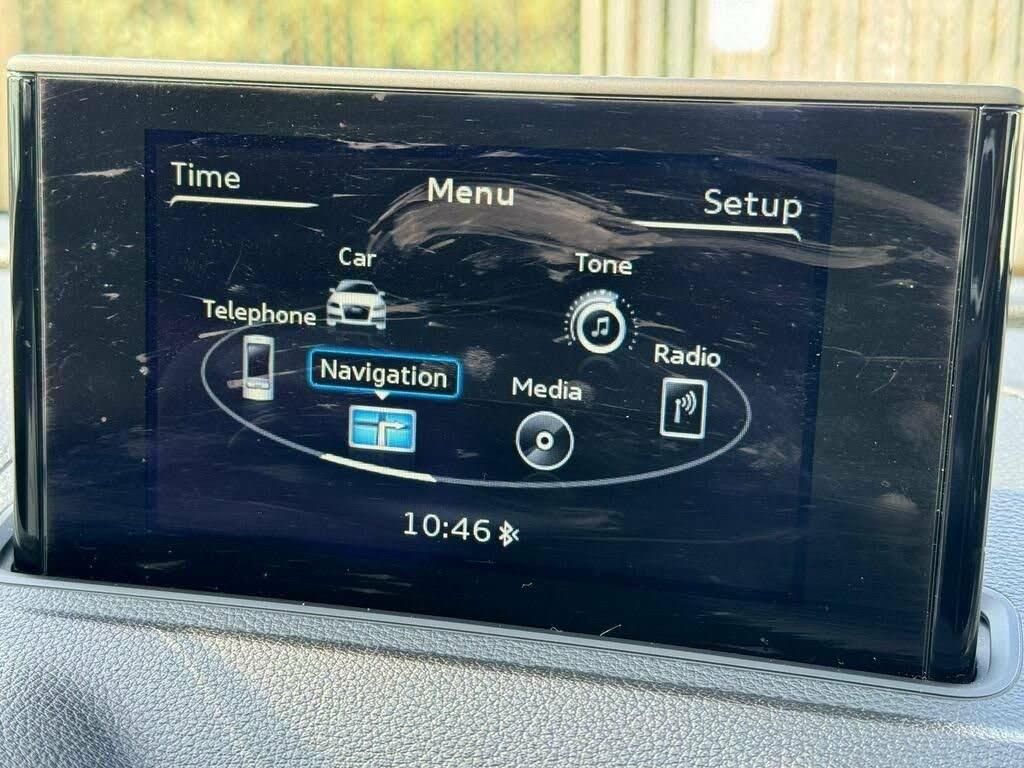 Time
Menu
Setup
Car
Tone
Telephone
Radio
Navigation
Media
10:46